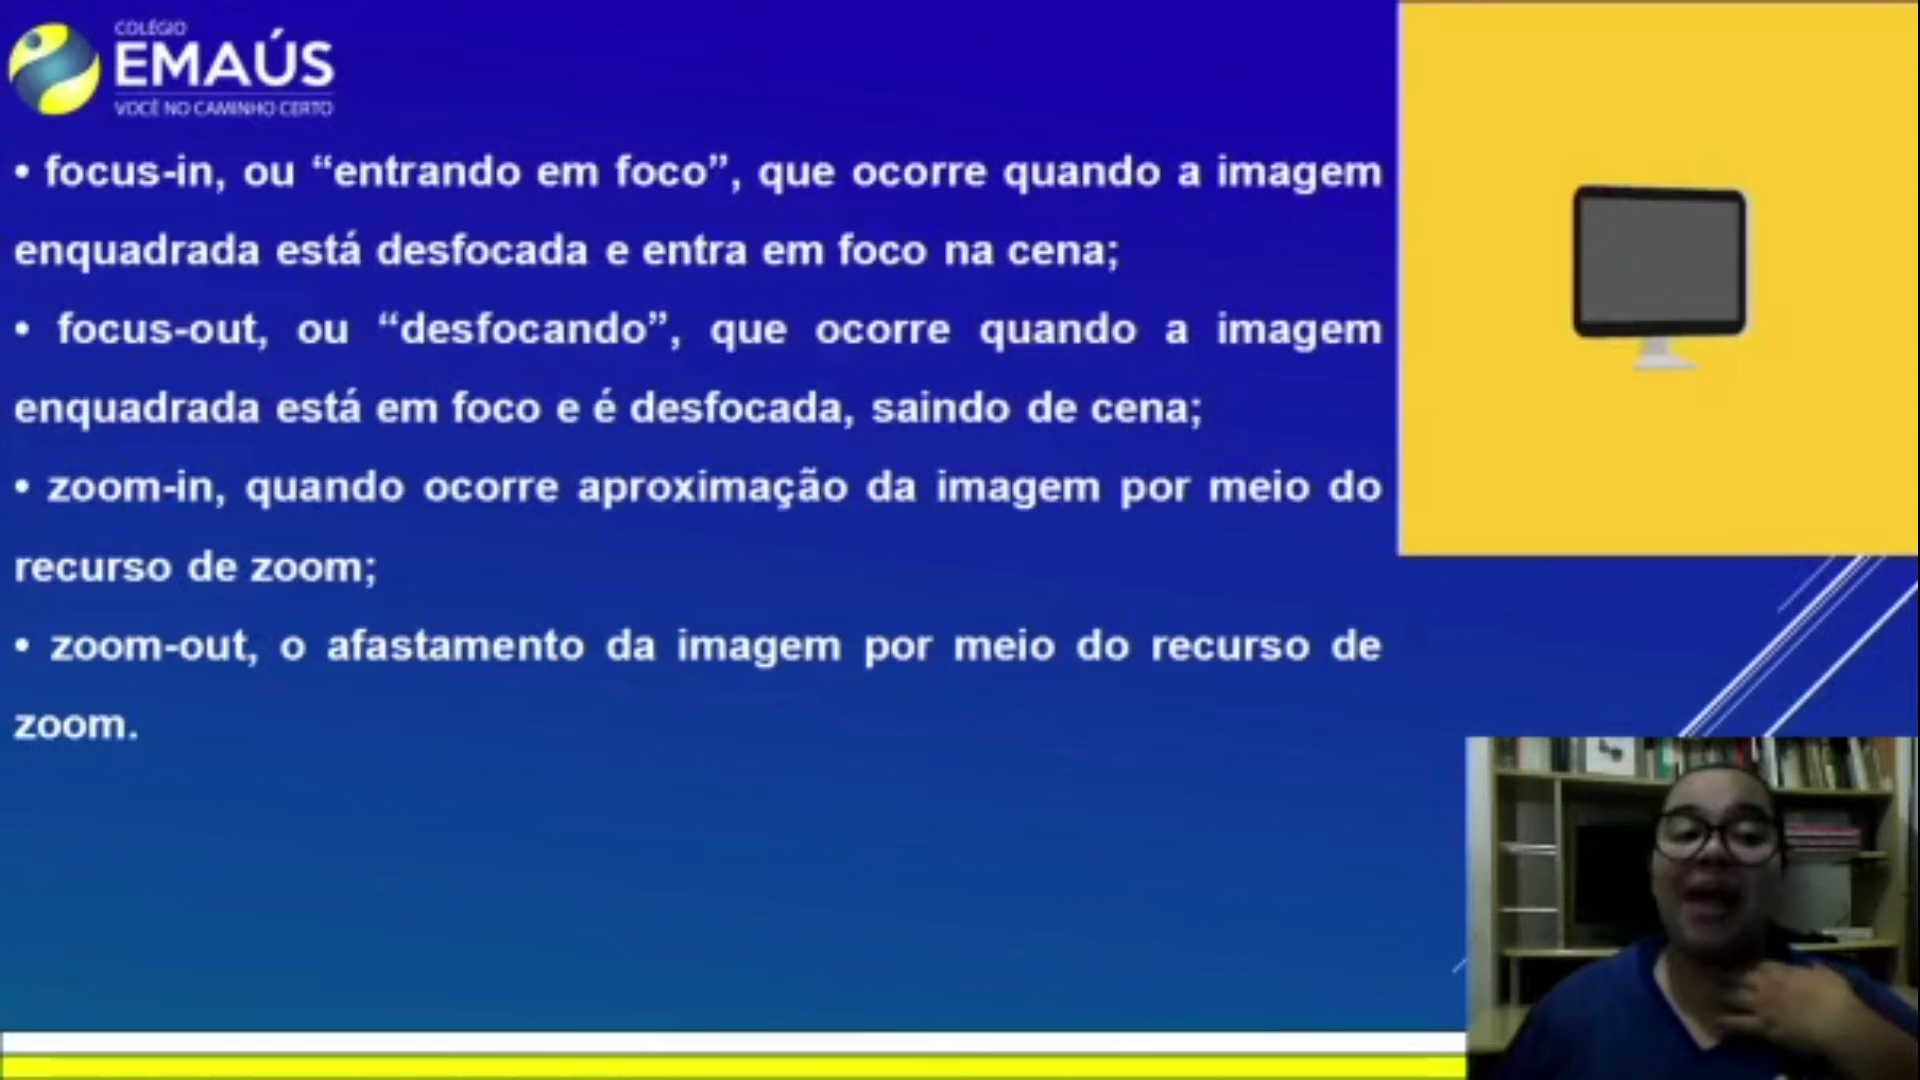 COLÉGIO
EMAÚS
VOCÊ NO CAMINHO CERTO
• focus-in, ou “entrando em foco”, que ocorre quando a imagem
enquadrada está desfocada e entra em foco na cena;
• focus-out, ou “desfocando”, que ocorre quando a imagem
enquadrada está em foco e é desfocada, saindo de cena;
• zoom-in, quando ocorre aproximação da imagem por meio do
recurso de zoom;
• zoom-out, o afastamento da imagem por meio do recurso de
zoom.